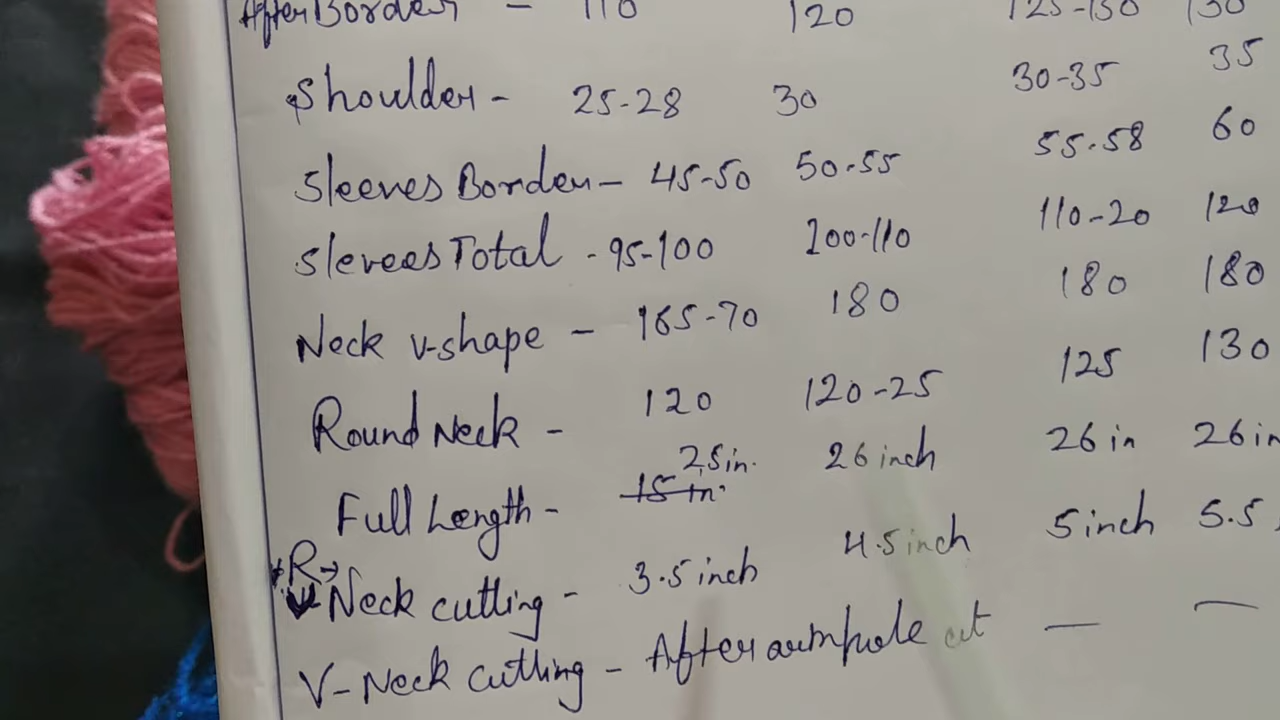 After Border - 110 120 125-130 130
Shoulder - 25-28 30 30-35 35
Sleeves Border - 45-50 50-55 55-58 60
Slevees Total - 95-100 100-110 110-20 120
Neck v-shape - 165-70 180 180 180
Round Neck - 120 120-25 125 130
Full Length - 15 in. 25in. 26 inch 26 in 26 in
R→
Neck cutting - 3.5 inch 4.5 inch 5 inch 5.5
V-Neck cutting - After armhole cut — —